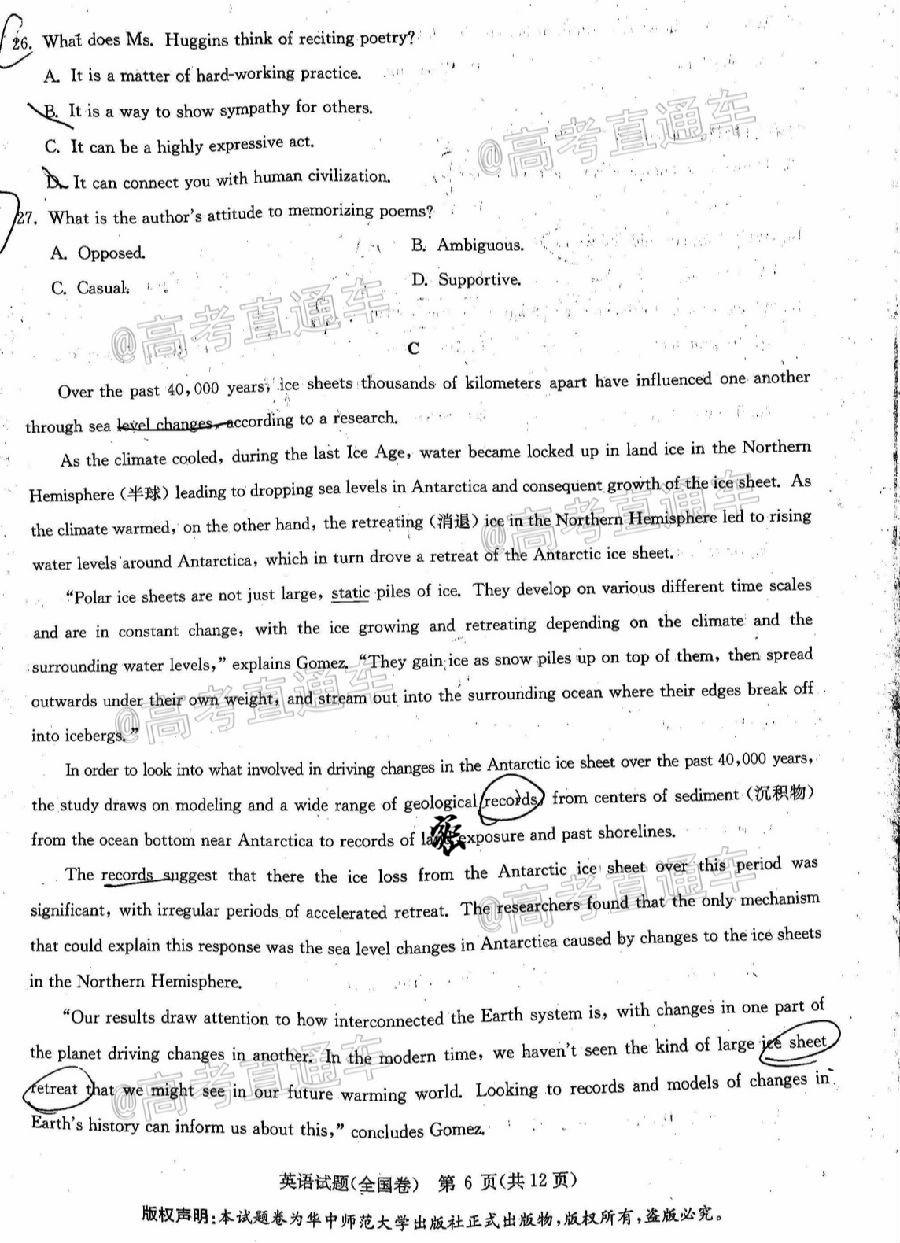 26. What does Ms. Huggins think of reciting poetry?
A. It is a matter of hard-working practice.
B. It is a way to show sympathy for others.
C. It can be a highly expressive act.
D. It can connect you with human civilization.
@高考直通车
27. What is the author's attitude to memorizing poems?
A. Opposed.
B. Ambiguous.
C. Casual.
D. Supportive.
@高考直通车
C
Over the past 40,000 years, ice sheets thousands of kilometers apart have influenced one another
through sea level changes, according to a research.
As the climate cooled, during the last Ice Age, water became locked up in land ice in the Northern
Hemisphere (半球) leading to dropping sea levels in Antarctica and consequent growth of the ice sheet. As
the climate warmed, on the other hand, the retreating (消退) ice in the Northern Hemisphere led to rising
water levels around Antarctica, which in turn drove a retreat of the Antarctic ice sheet.
@高考直通车
"Polar ice sheets are not just large, static piles of ice. They develop on various different time scales
and are in constant change, with the ice growing and retreating depending on the climate and the
surrounding water levels," explains Gomez. "They gain ice as snow piles up on top of them, then spread
outwards under their own weight, and stream out into the surrounding ocean where their edges break off
into icebergs."
@高考直通车
In order to look into what involved in driving changes in the Antarctic ice sheet over the past 40,000 years,
the study draws on modeling and a wide range of geological records, from centers of sediment (沉积物)
from the ocean bottom near Antarctica to records of exposure and past shorelines.
The records suggest that there the ice loss from the Antarctic ice sheet over this period was
significant, with irregular periods of accelerated retreat. The researchers found that the only mechanism
that could explain this response was the sea level changes in Antarctica caused by changes to the ice sheets
in the Northern Hemisphere.
@高考直通车
"Our results draw attention to how interconnected the Earth system is, with changes in one part of
the planet driving changes in another. In the modern time, we haven't seen the kind of large ice sheet
retreat that we might see in our future warming world. Looking to records and models of changes in
Earth's history can inform us about this," concludes Gomez.
@高考直通车
英语试题(全国卷) 第 6 页(共 12 页)
版权声明:本试题卷为华中师范大学出版社正式出版物,版权所有,盗版必究。